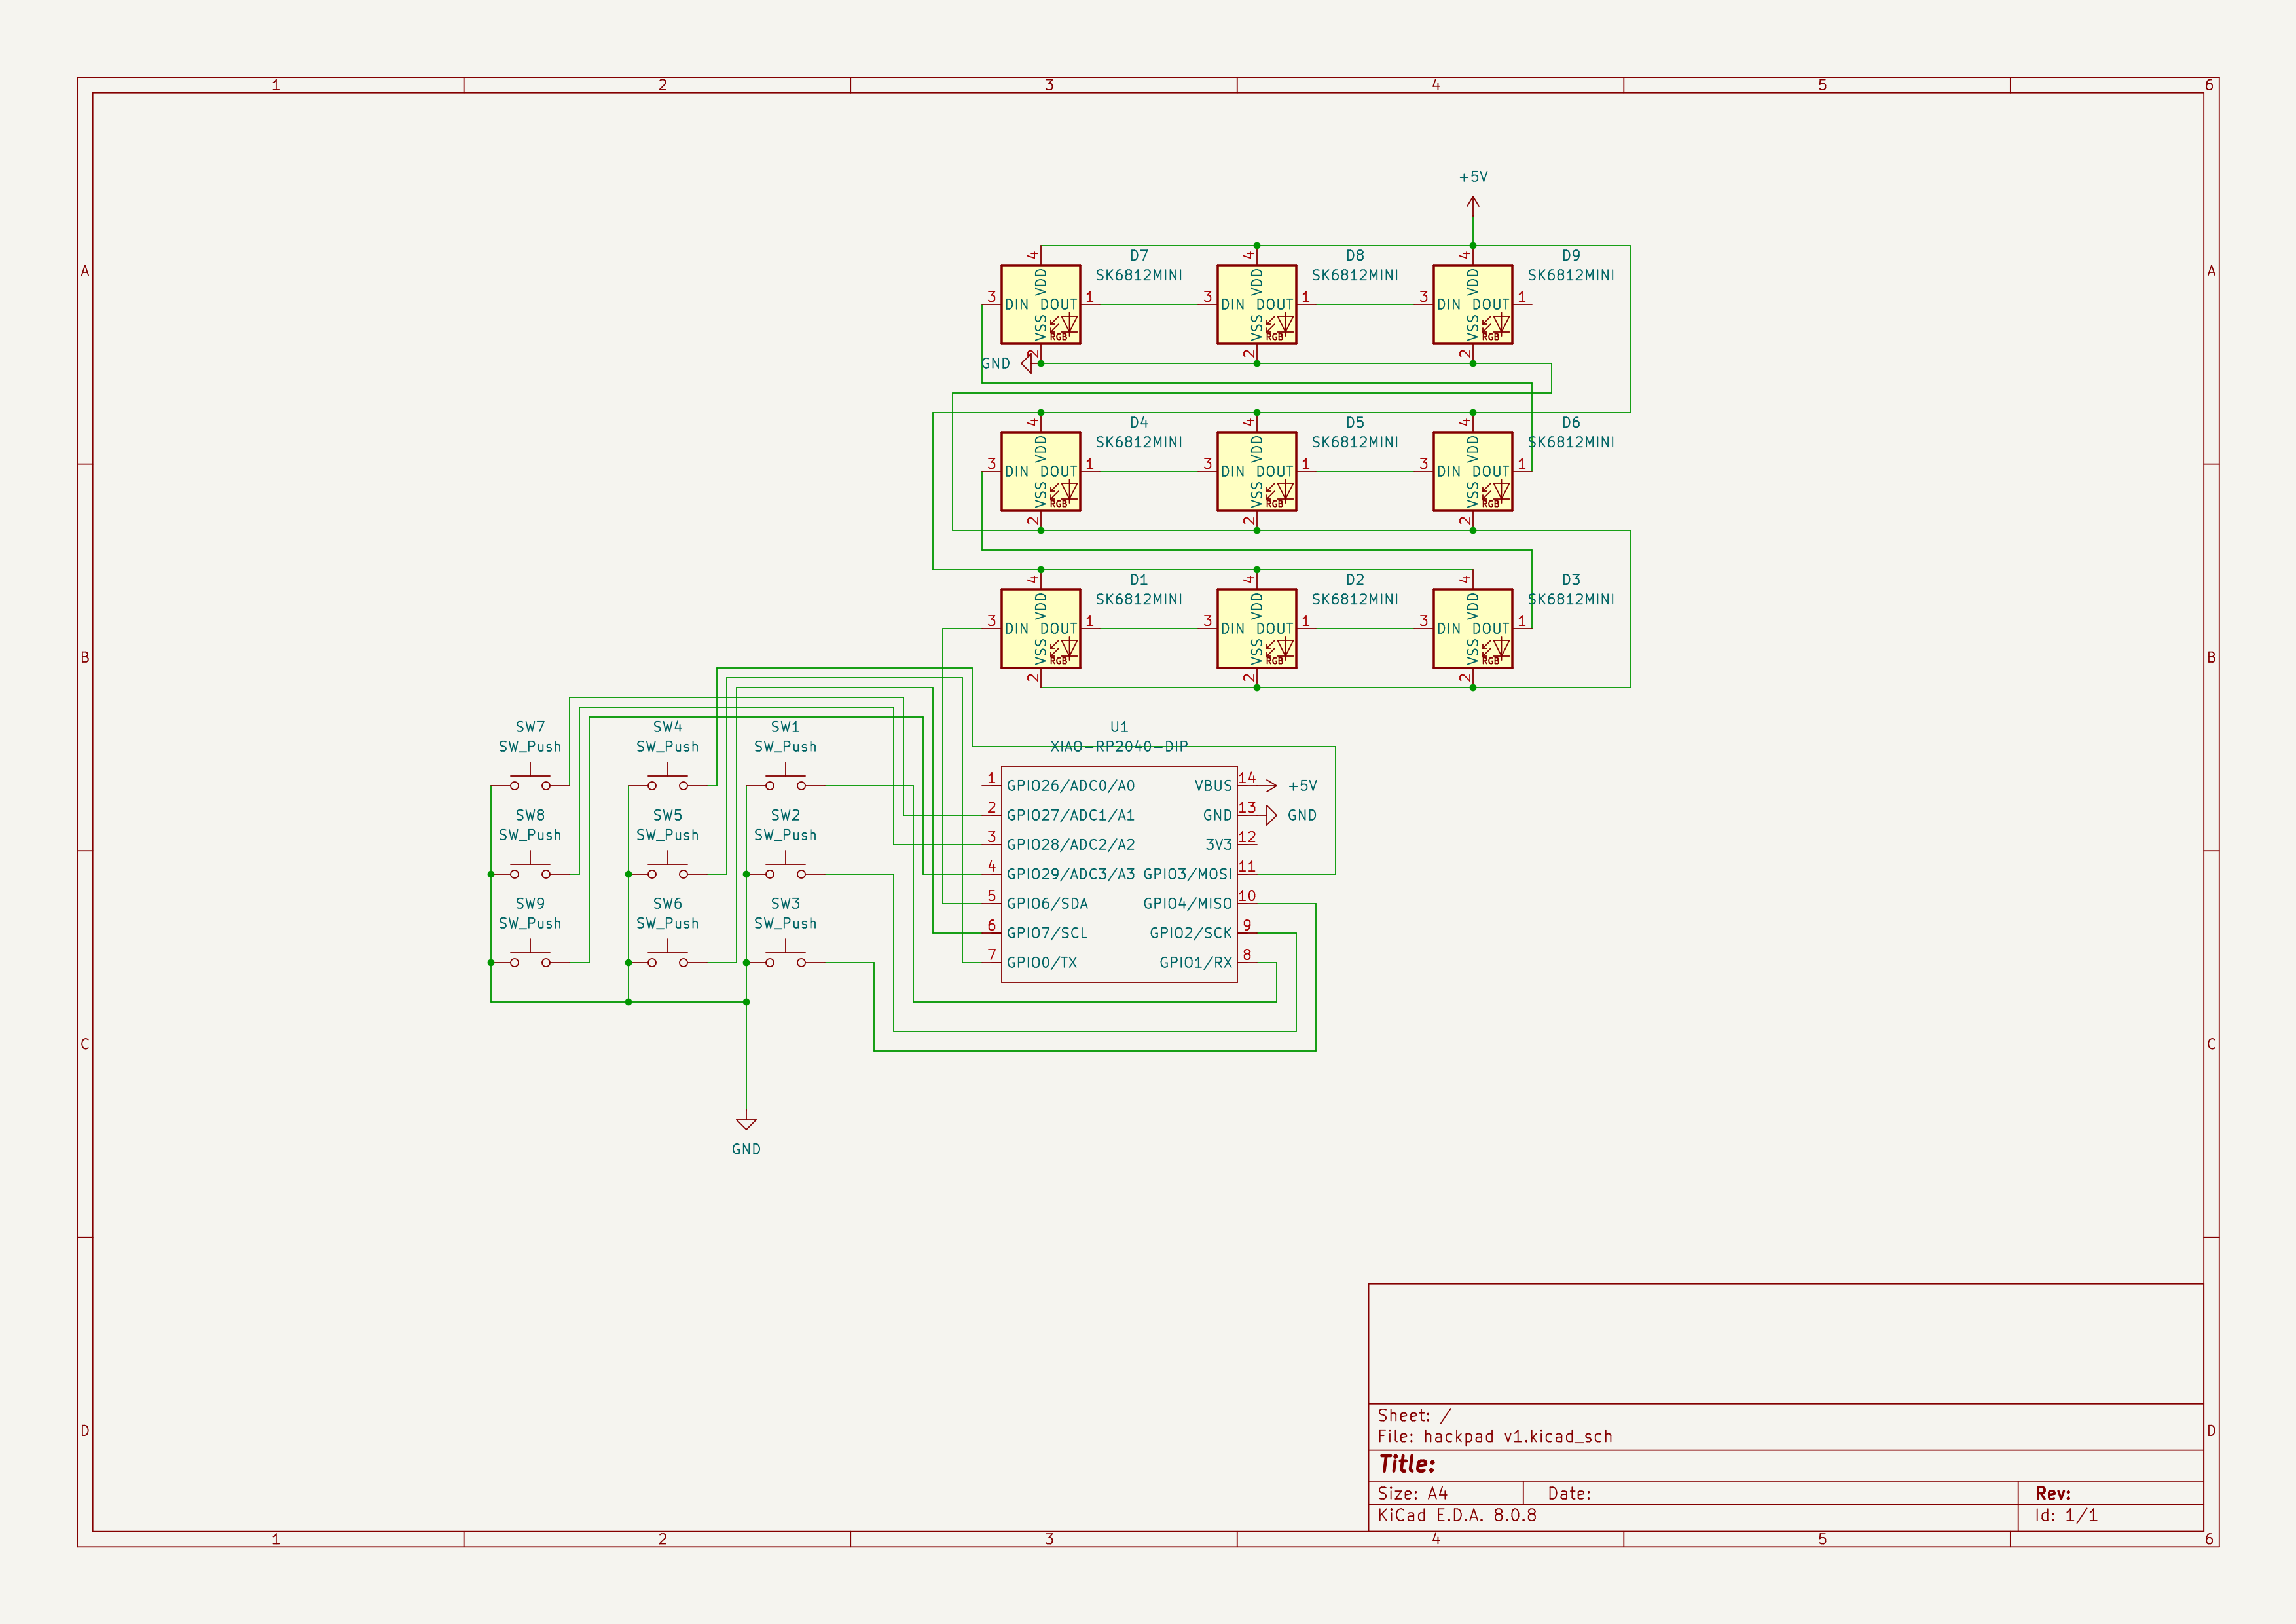 1 2 3 4 5 6
+5V
D7 D8 D9
4 4 4
SK6812MINI SK6812MINI SK6812MINI
A A
VDD VDD VDD
3 DIN DOUT 1 3 DIN DOUT 1 3 DIN DOUT 1
VSS VSS VSS
RGB RGB RGB
2 2 2
GND
D4 D5 D6
4 4 4
SK6812MINI SK6812MINI SK6812MINI
VDD VDD VDD
3 DIN DOUT 1 3 DIN DOUT 1 3 DIN DOUT 1
VSS VSS VSS
RGB RGB RGB
2 2 2
D1 D2 D3
4 4 4
SK6812MINI SK6812MINI SK6812MINI
VDD VDD VDD
3 DIN DOUT 1 3 DIN DOUT 1 3 DIN DOUT 1
VSS VSS VSS
B B
RGB RGB RGB
2 2 2
SW7 SW4 SW1 U1
SW_Push SW_Push SW_Push XIAO-RP2040-DIP
1 GPIO26/ADC0/A0 VBUS 14 +5V
SW8 SW5 SW2
2 GPIO27/ADC1/A1 GND 13 GND
SW_Push SW_Push SW_Push
3 GPIO28/ADC2/A2 3V3 12
4 GPIO29/ADC3/A3 GPIO3/MOSI 11
SW9 SW6 SW3
5 GPIO6/SDA GPIO4/MISO 10
SW_Push SW_Push SW_Push
6 GPIO7/SCL GPIO2/SCK 9
7 GPIO0/TX GPIO1/RX 8
C C
GND
Sheet: /
D D
File: hackpad v1.kicad_sch
Title:
Size: A4 Date: Rev:
KiCad E.D.A. 8.0.8 Id: 1/1
1 2 3 4 5 6